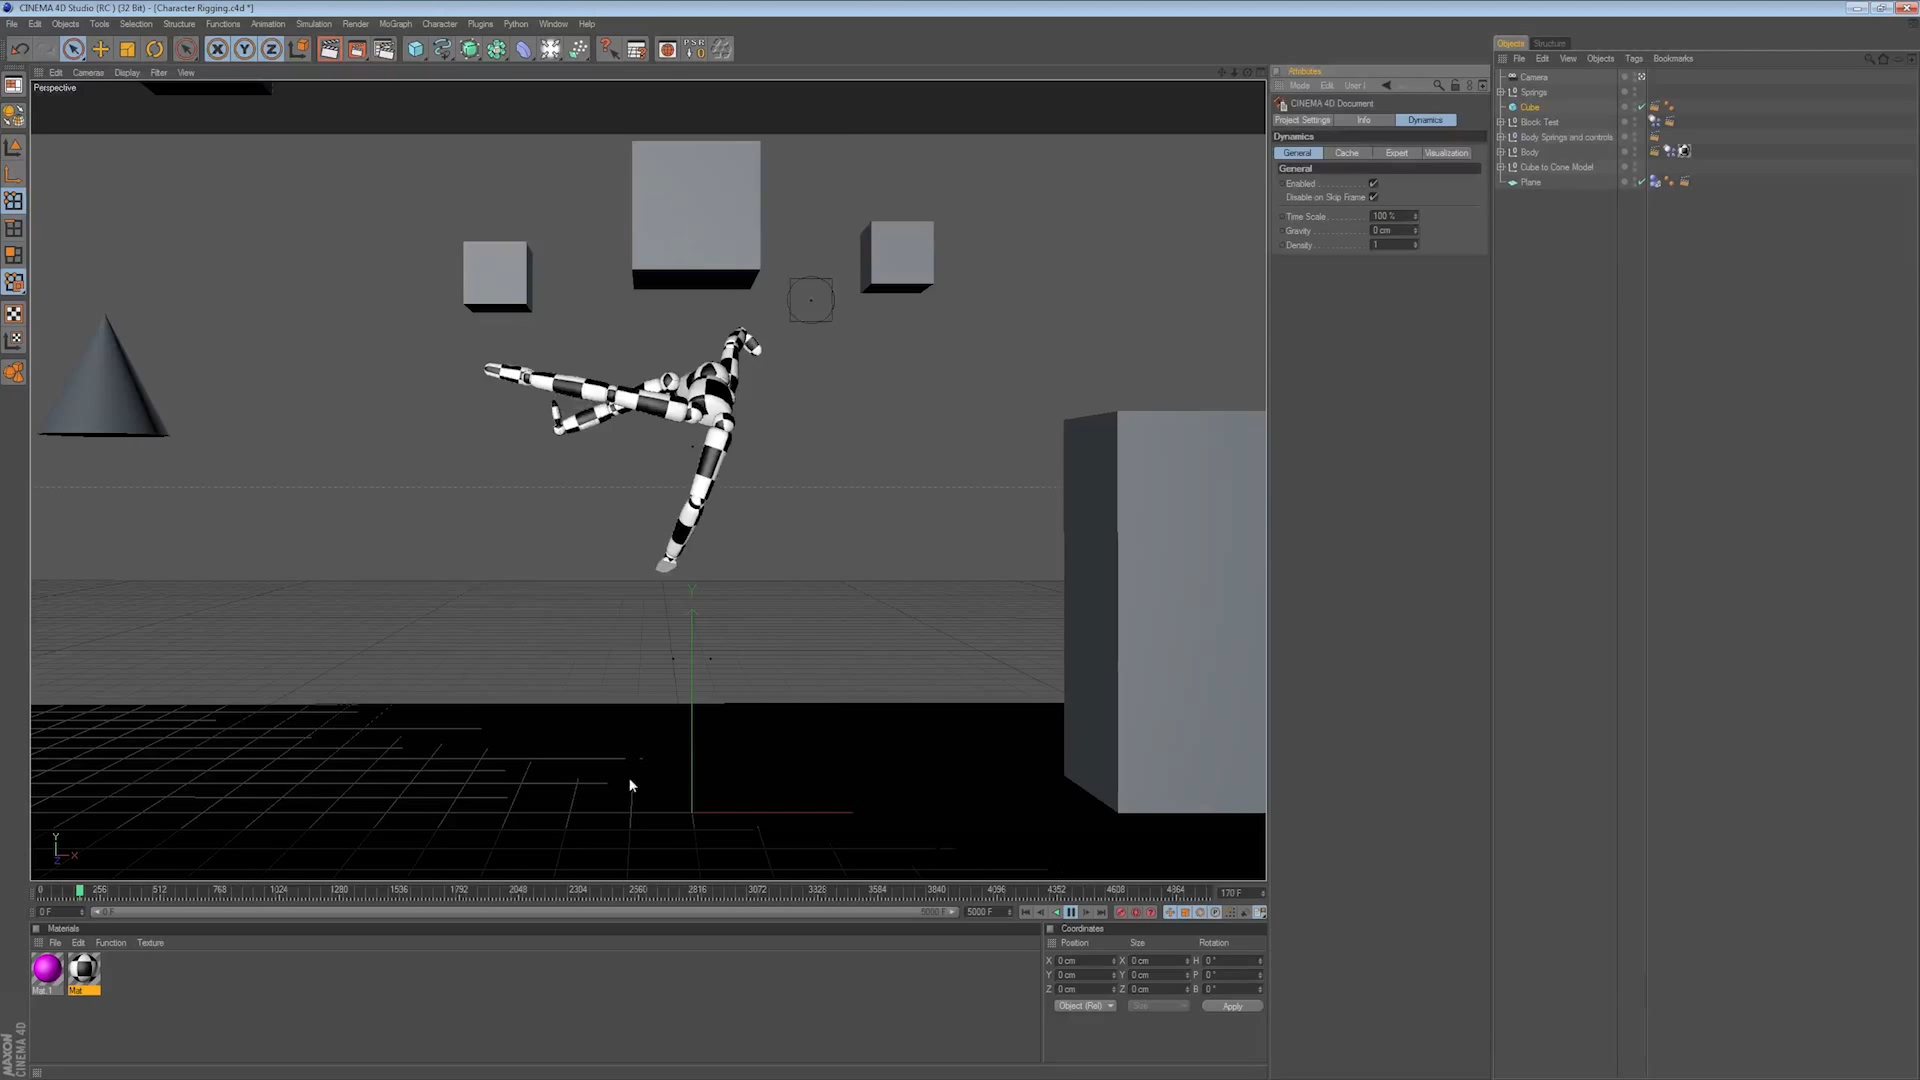 CINEMA 4D Studio (RC ) (32 Bit) - [Character Rigging.c4d *]
File Edit Objects Tools Selection Structure Functions Animation Simulation Render MoGraph Character Plugins Python Window Help
X Y Z PSR
Edit Cameras Display Filter View
Perspective
Y
Y
Z X
0 256 512 768 1024 1280 1536 1792 2048 2304 2560 2816 3072 3328 3584 3840 4096 4352 4608 4864 170 F
0 F 0 F 5000 F 5000 F
Materials
File Edit Function Texture
Mat.1 Mat
Coordinates
Position Size Rotation
X 0 cm X 0 cm H 0 °
Y 0 cm Y 0 cm P 0 °
Z 0 cm Z 0 cm B 0 °
Object (Rel) Size Apply
MAXON
CINEMA 4D
Attributes
Mode Edit User
CINEMA 4D Document
Project Settings Info Dynamics
Dynamics
General Cache Expert Visualization
General
Enabled
Disable on Skip Frame
Time Scale 100 %
Gravity 0 cm
Density 1
Objects Structure
File Edit View Objects Tags Bookmarks
Camera
Springs
Cube
Block Test
Body Springs and controls
Body
Cube to Cone Model
Plane